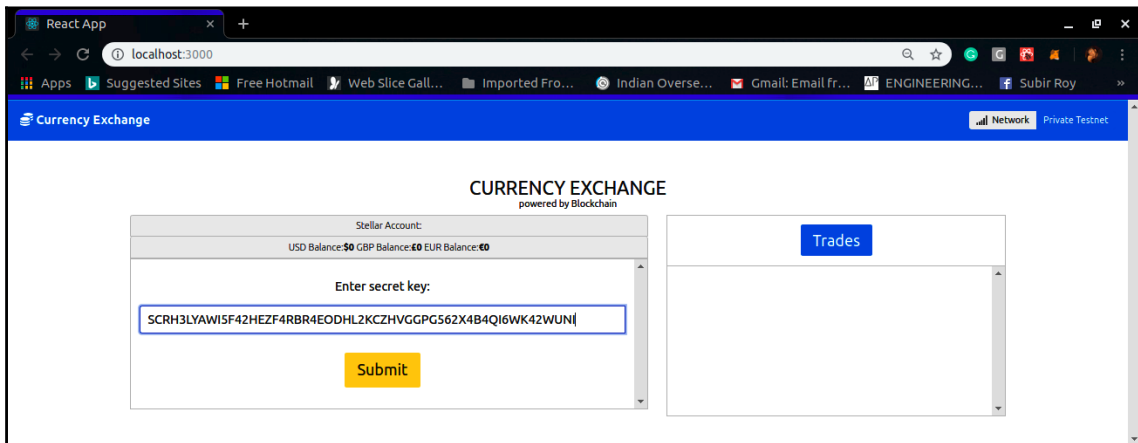 React App
localhost:3000
Apps Suggested Sites Free Hotmail Web Slice Gall... Imported Fro... Indian Overse... Gmail: Email fr... ENGINEERING... Subir Roy »
Currency Exchange Network Private Testnet
CURRENCY EXCHANGE
powered by Blockchain
Stellar Account:
USD Balance:$0 GBP Balance:£0 EUR Balance:€0
Trades
Enter secret key:
SCRH3LYAWI5F42HEZF4RBR4EODHL2KCZHVGGPG562X4B4QI6WK42WUNI
Submit